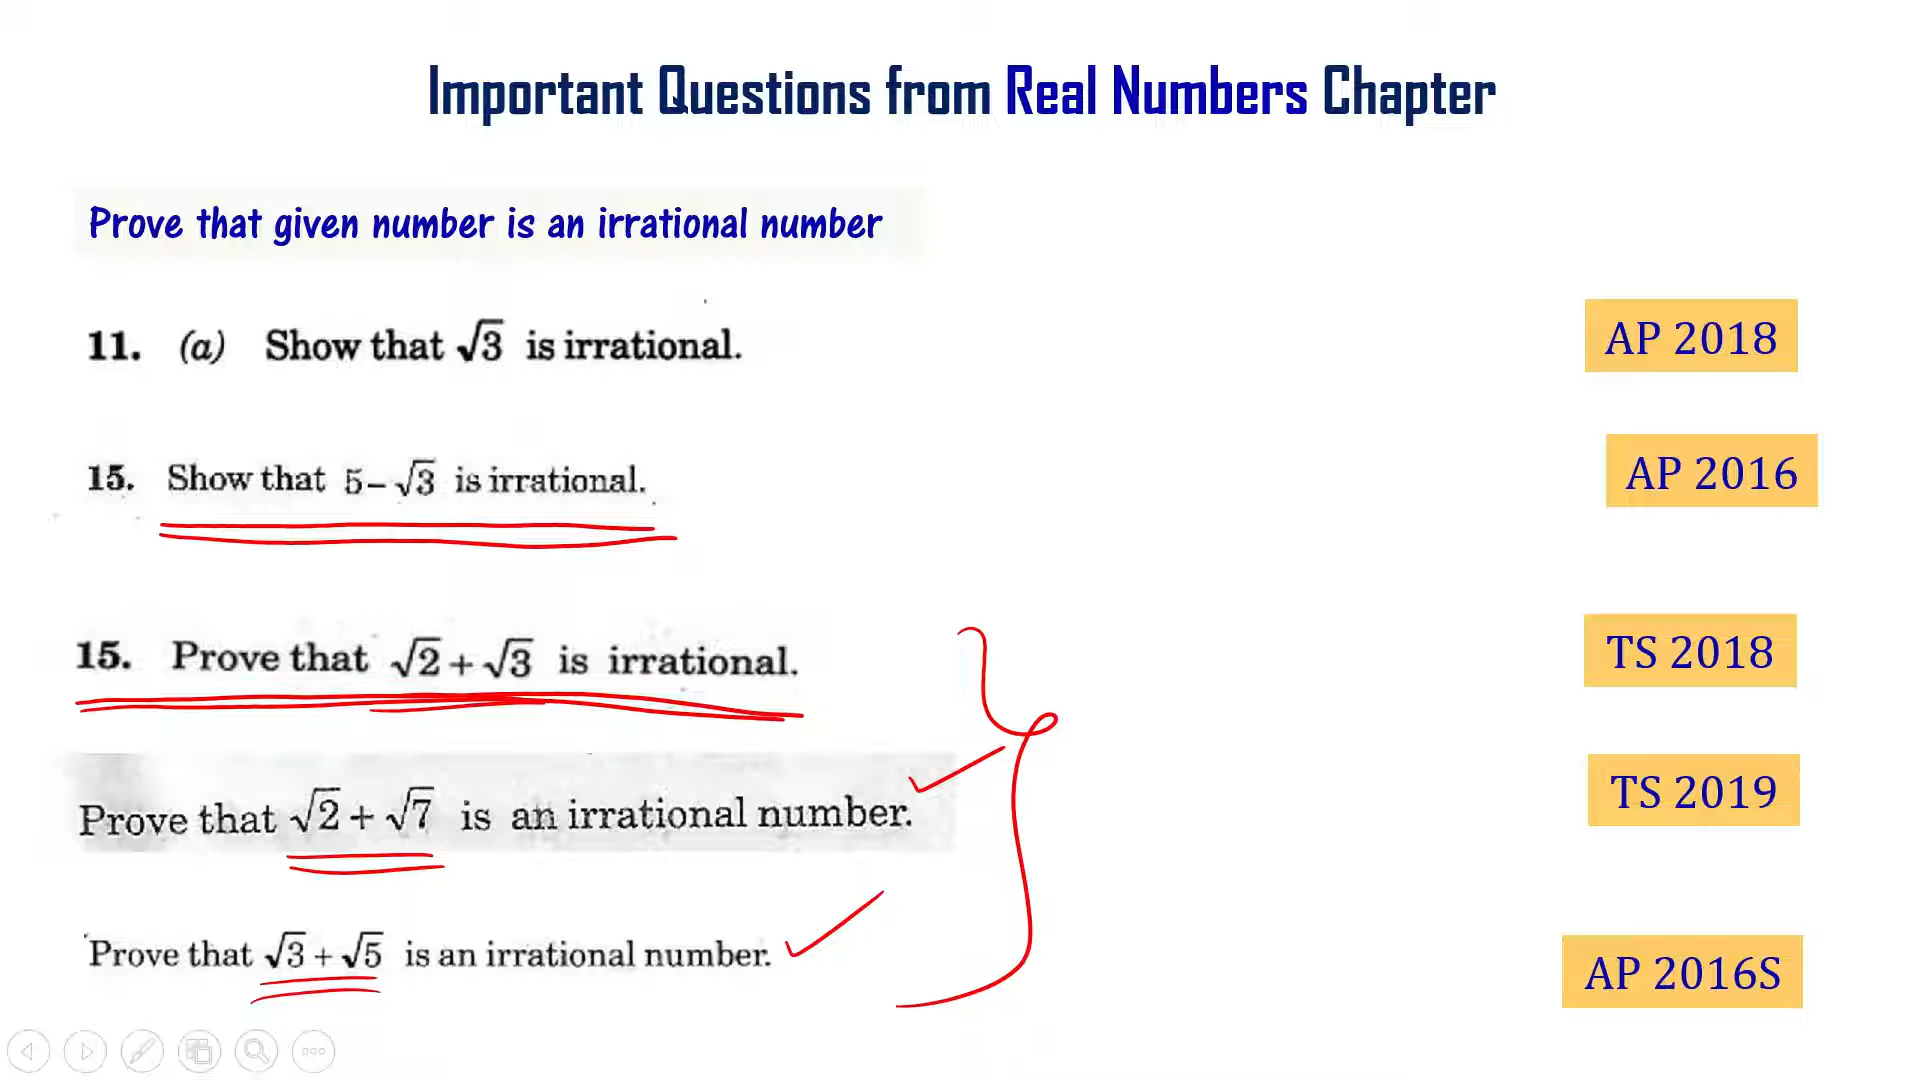 Important Questions from Real Numbers Chapter
Prove that given number is an irrational number
11. (a) Show that √3 is irrational.
AP 2018
15. Show that 5–√3 is irrational.
AP 2016
15. Prove that √2 + √3 is irrational.
TS 2018
Prove that √2 + √7 is an irrational number.
TS 2019
Prove that √3 + √5 is an irrational number.
AP 2016S